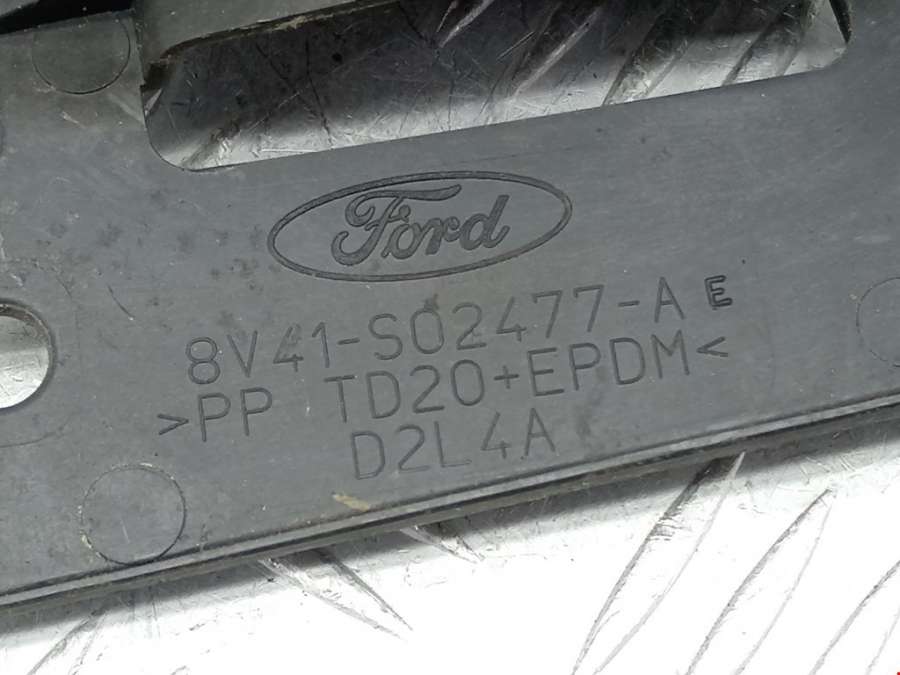 Ford
8V41-S02477-A E
>PP TD20+EPDM<
D2L4A